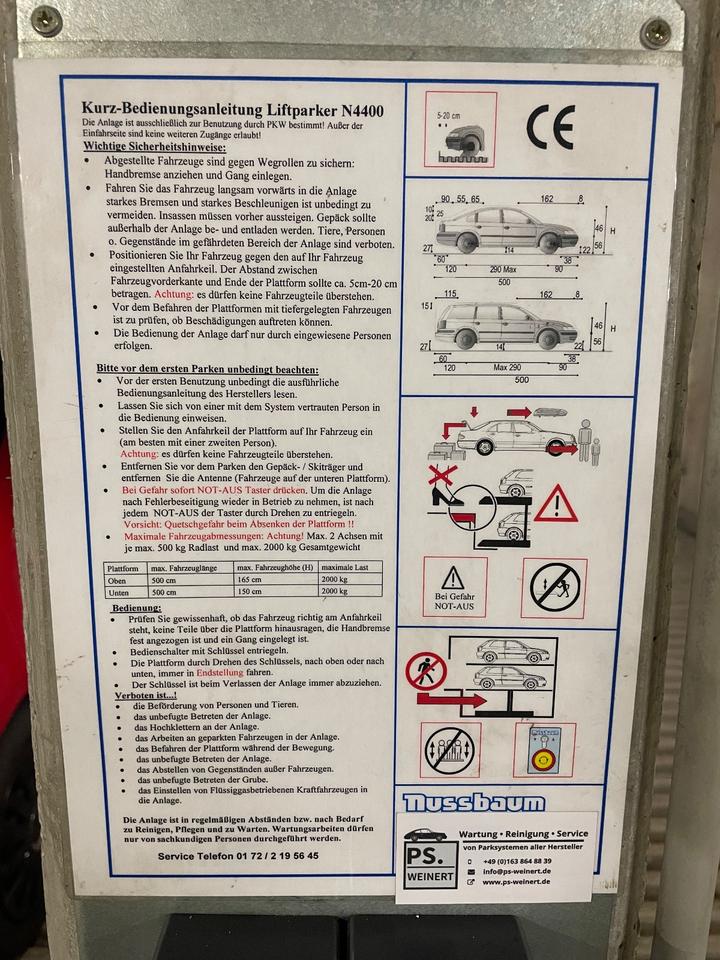 Kurz-Bedienungsanleitung Liftparker N4400
Die Anlage ist ausschließlich zur Benutzung durch PKW bestimmt! Außer der
Einfahrseite sind keine weiteren Zugänge erlaubt!
Wichtige Sicherheitshinweise:
• Abgestellte Fahrzeuge sind gegen Wegrollen zu sichern:
Handbremse anziehen und Gang einlegen.
• Fahren Sie das Fahrzeug langsam vorwärts in die Anlage
starkes Bremsen und starkes Beschleunigen ist unbedingt zu
vermeiden. Insassen müssen vorher aussteigen. Gepäck sollte
außerhalb der Anlage be- und entladen werden. Tiere, Personen
o. Gegenstände im gefährdeten Bereich der Anlage sind verboten.
• Positionieren Sie Ihr Fahrzeug gegen den auf Ihr Fahrzeug
eingestellten Anfahrkeil. Der Abstand zwischen
Fahrzeugvorderkante und Ende der Plattform sollte ca. 5cm-20 cm
betragen. Achtung: es dürfen keine Fahrzeugteile überstehen.
• Vor dem Befahren der Plattformen mit tiefergelegten Fahrzeugen
ist zu prüfen, ob Beschädigungen auftreten können.
• Die Bedienung der Anlage darf nur durch eingewiesene Personen
erfolgen.
Bitte vor dem ersten Parken unbedingt beachten:
• Vor der ersten Benutzung unbedingt die ausführliche
Bedienungsanleitung des Herstellers lesen.
• Lassen Sie sich von einer mit dem System vertrauten Person in
die Bedienung einweisen.
• Stellen Sie den Anfahrkeil der Plattform auf Ihr Fahrzeug ein
(am besten mit einer zweiten Person).
Achtung: es dürfen keine Fahrzeugteile überstehen.
• Entfernen Sie vor dem Parken den Gepäck- / Skiträger und
entfernen Sie die Antenne (Fahrzeuge auf der unteren Plattform).
• Bei Gefahr sofort NOT-AUS Taster drücken. Um die Anlage
nach Fehlerbeseitigung wieder in Betrieb zu nehmen, ist nach
jedem NOT-AUS der Taster durch Drehen zu entriegeln.
Vorsicht: Quetschgefahr beim Absenken der Plattform !!
• Maximale Fahrzeugabmessungen: Achtung! Max. 2 Achsen mit
je max. 500 kg Radlast und max. 2000 kg Gesamtgewicht
Plattform max. Fahrzeuglänge max. Fahrzeughöhe (H) maximale Last
Oben 500 cm 165 cm 2000 kg
Unten 500 cm 150 cm 2000 kg
Bedienung:
• Prüfen Sie gewissenhaft, ob das Fahrzeug richtig am Anfahrkeil
steht, keine Teile über die Plattform hinausragen, die Handbremse
fest angezogen ist und ein Gang eingelegt ist.
• Bedienschalter mit Schlüssel entriegeln.
• Die Plattform durch Drehen des Schlüssels, nach oben oder nach
unten, immer in Endstellung fahren.
• Der Schlüssel ist beim Verlassen der Anlage immer abzuziehen.
Verboten ist...!
• die Beförderung von Personen und Tieren.
• das unbefugte Betreten der Anlage.
• das Hochklettern an der Anlage.
• das Arbeiten an geparkten Fahrzeugen in der Anlage.
• das Befahren der Plattform während der Bewegung.
• das unbefugte Betreten der Anlage.
• das Abstellen von Gegenständen außer Fahrzeugen.
• das unbefugte Betreten der Grube.
• das Einstellen von Flüssiggasbetriebenen Kraftfahrzeugen in
die Anlage.
Die Anlage ist in regelmäßigen Abständen bzw. nach Bedarf
zu Reinigen, Pflegen und zu Warten. Wartungsarbeiten dürfen
nur von sachkundigen Personen durchgeführt werden.
Service Telefon 01 72 / 2 19 56 45
5-20 cm
CE
90 55 65 162 8
10 25
20
46 H
56
27 14 22
60 38
120 290 Max 90
500
115 162 8
15
46 H
56
27 14 22
60 38
120 Max 290 90
500
Bei Gefahr
NOT-AUS
Nussbaum
PS.
WEINERT
Wartung • Reinigung • Service
von Parksystemen aller Hersteller
+49 (0)163 864 88 39
info@ps-weinert.de
www.ps-weinert.de